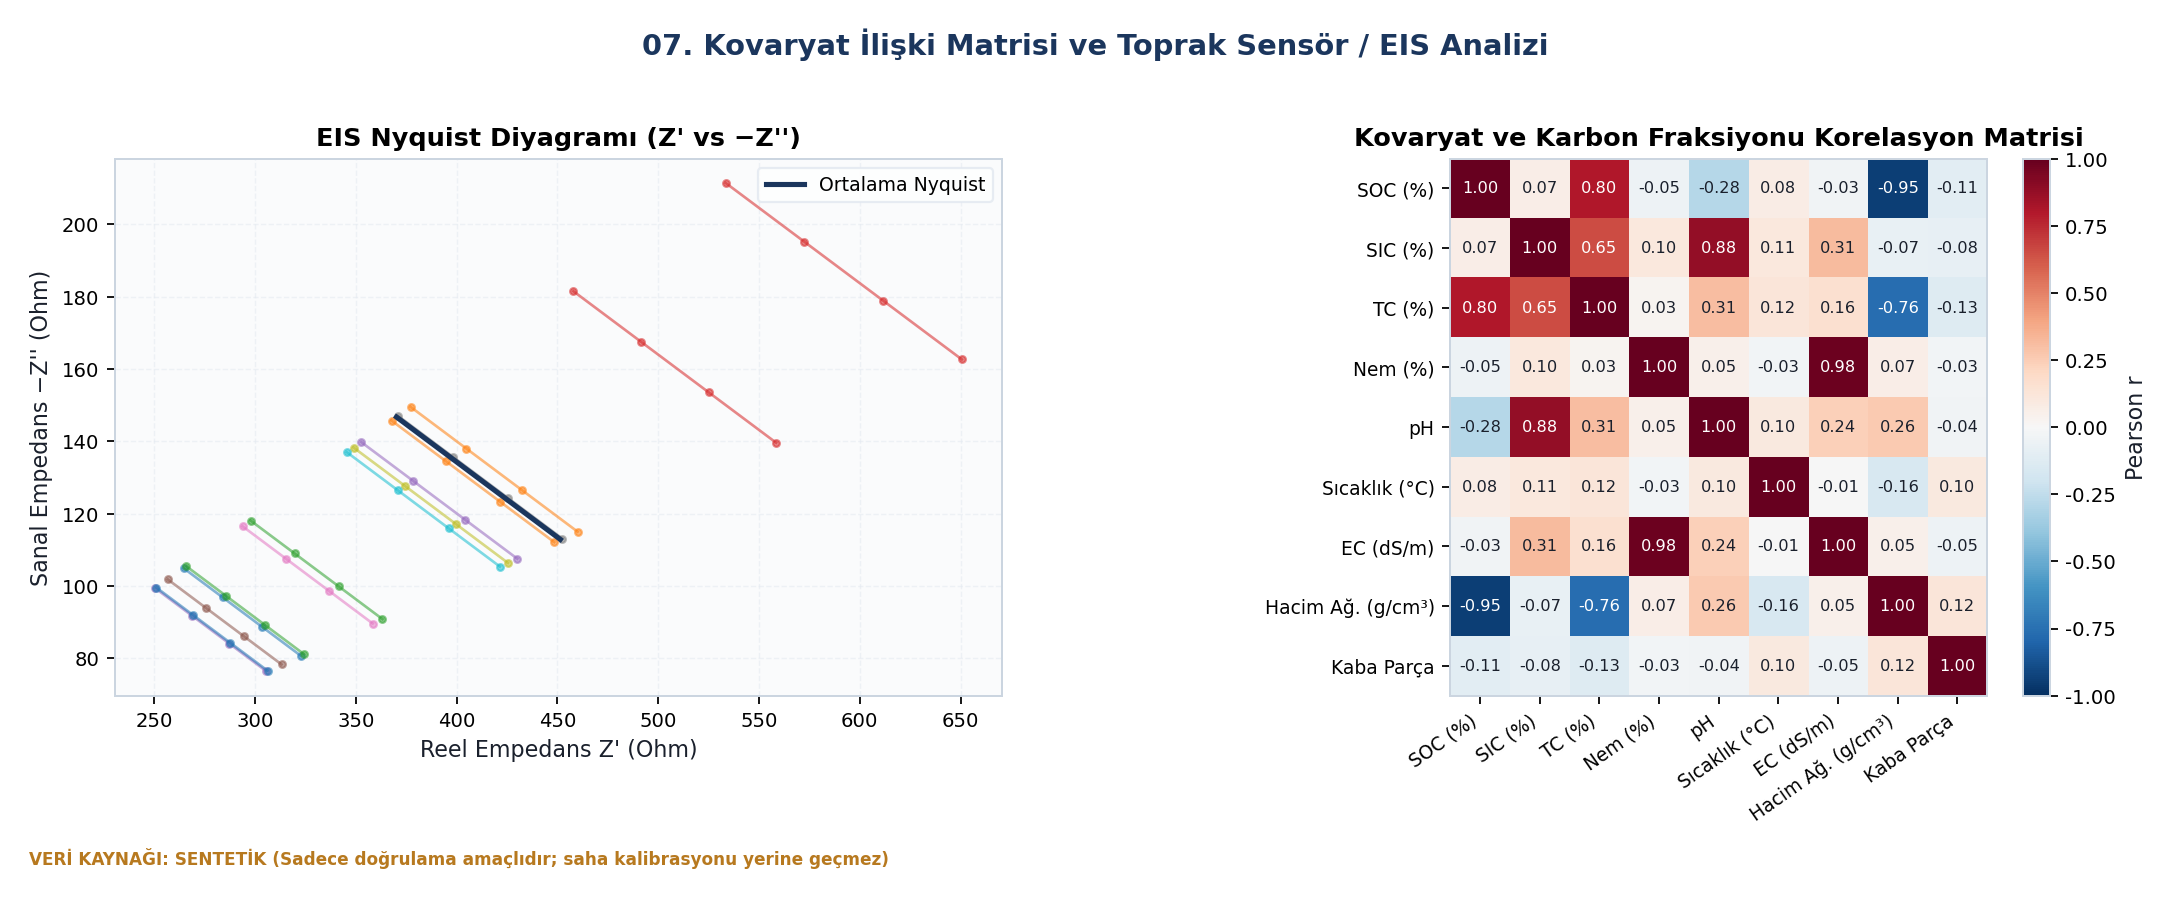 07. Kovaryat İlişki Matrisi ve Toprak Sensör / EIS Analizi
EIS Nyquist Diyagramı (Z' vs −Z'')
Ortalama Nyquist
Sanal Empedans −Z'' (Ohm)
200
180
160
140
120
100
80
250 300 350 400 450 500 550 600 650
Reel Empedans Z' (Ohm)
Kovaryat ve Karbon Fraksiyonu Korelasyon Matrisi
SOC (%) 1.00 0.07 0.80 -0.05 -0.28 0.08 -0.03 -0.95 -0.11
SIC (%) 0.07 1.00 0.65 0.10 0.88 0.11 0.31 -0.07 -0.08
TC (%) 0.80 0.65 1.00 0.03 0.31 0.12 0.16 -0.76 -0.13
Nem (%) -0.05 0.10 0.03 1.00 0.05 -0.03 0.98 0.07 -0.03
pH -0.28 0.88 0.31 0.05 1.00 0.10 0.24 0.26 -0.04
Sıcaklık (°C) 0.08 0.11 0.12 -0.03 0.10 1.00 -0.01 -0.16 0.10
EC (dS/m) -0.03 0.31 0.16 0.98 0.24 -0.01 1.00 0.05 -0.05
Hacim Ağ. (g/cm³) -0.95 -0.07 -0.76 0.07 0.26 -0.16 0.05 1.00 0.12
Kaba Parça -0.11 -0.08 -0.13 -0.03 -0.04 0.10 -0.05 0.12 1.00
SOC (%) SIC (%) TC (%) Nem (%) pH Sıcaklık (°C) EC (dS/m) Hacim Ağ. (g/cm³) Kaba Parça
1.00
0.75
0.50
0.25
0.00
-0.25
-0.50
-0.75
-1.00
Pearson r
VERİ KAYNAĞI: SENTETİK (Sadece doğrulama amaçlıdır; saha kalibrasyonu yerine geçmez)